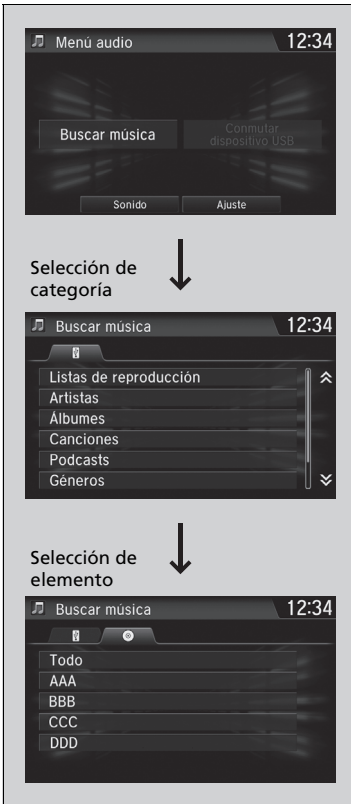 Menú audio 12:34
Buscar música
Conmutar
dispositivo USB
Sonido Ajuste
Selección de
categoría
Buscar música 12:34
Listas de reproducción
Artistas
Álbumes
Canciones
Podcasts
Géneros
Selección de
elemento
Buscar música 12:34
Todo
AAA
BBB
CCC
DDD